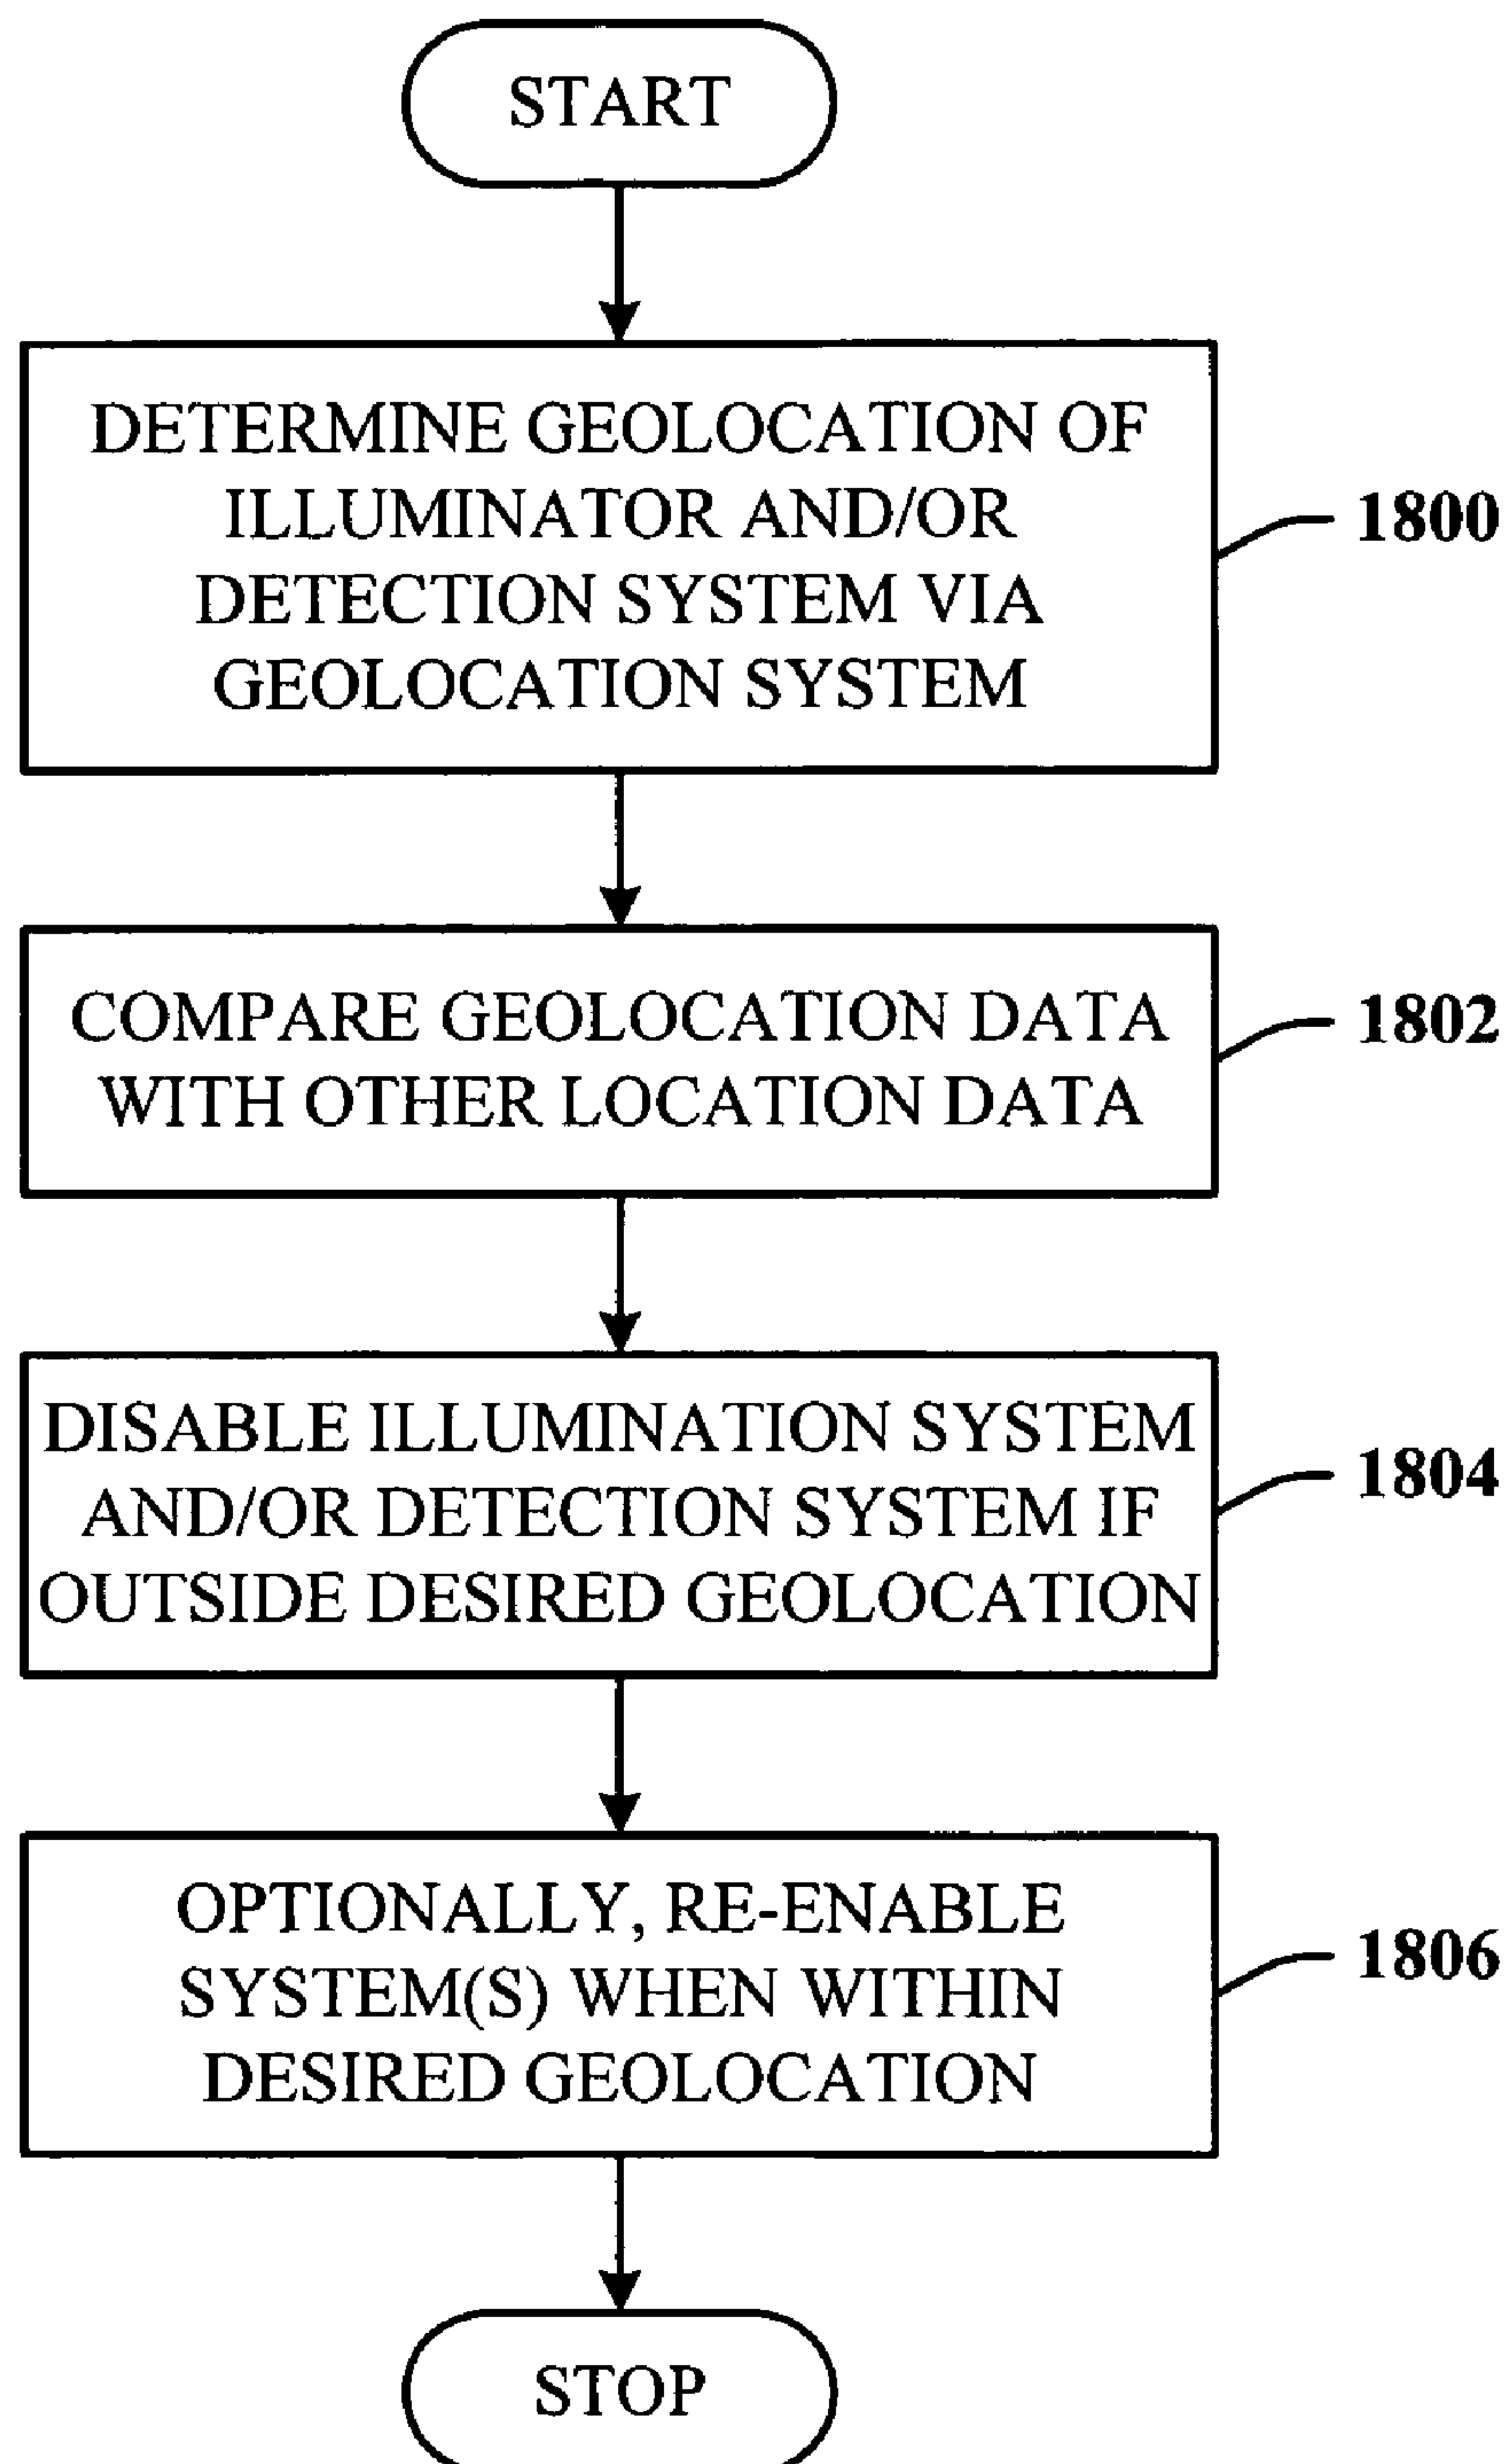 START
DETERMINE GEOLOCATION OF
ILLUMINATOR AND/OR
DETECTION SYSTEM VIA
GEOLOCATION SYSTEM
1800
COMPARE GEOLOCATION DATA
WITH OTHER LOCATION DATA
1802
DISABLE ILLUMINATION SYSTEM
AND/OR DETECTION SYSTEM IF
OUTSIDE DESIRED GEOLOCATION
1804
OPTIONALLY, RE-ENABLE
SYSTEM(S) WHEN WITHIN
DESIRED GEOLOCATION
1806
STOP